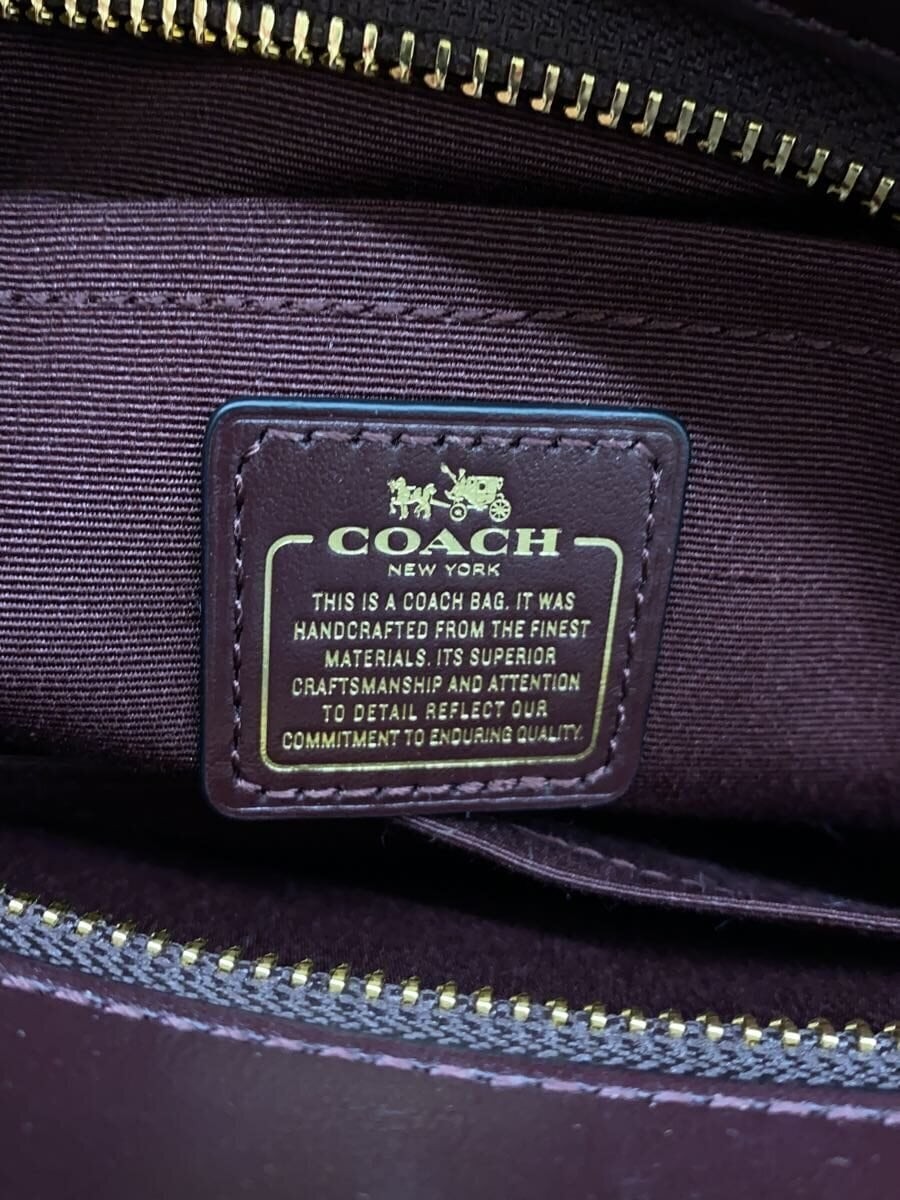 COACH
NEW YORK
THIS IS A COACH BAG. IT WAS
HANDCRAFTED FROM THE FINEST
MATERIALS. ITS SUPERIOR
CRAFTSMANSHIP AND ATTENTION
TO DETAIL REFLECT OUR
COMMITMENT TO ENDURING QUALITY.